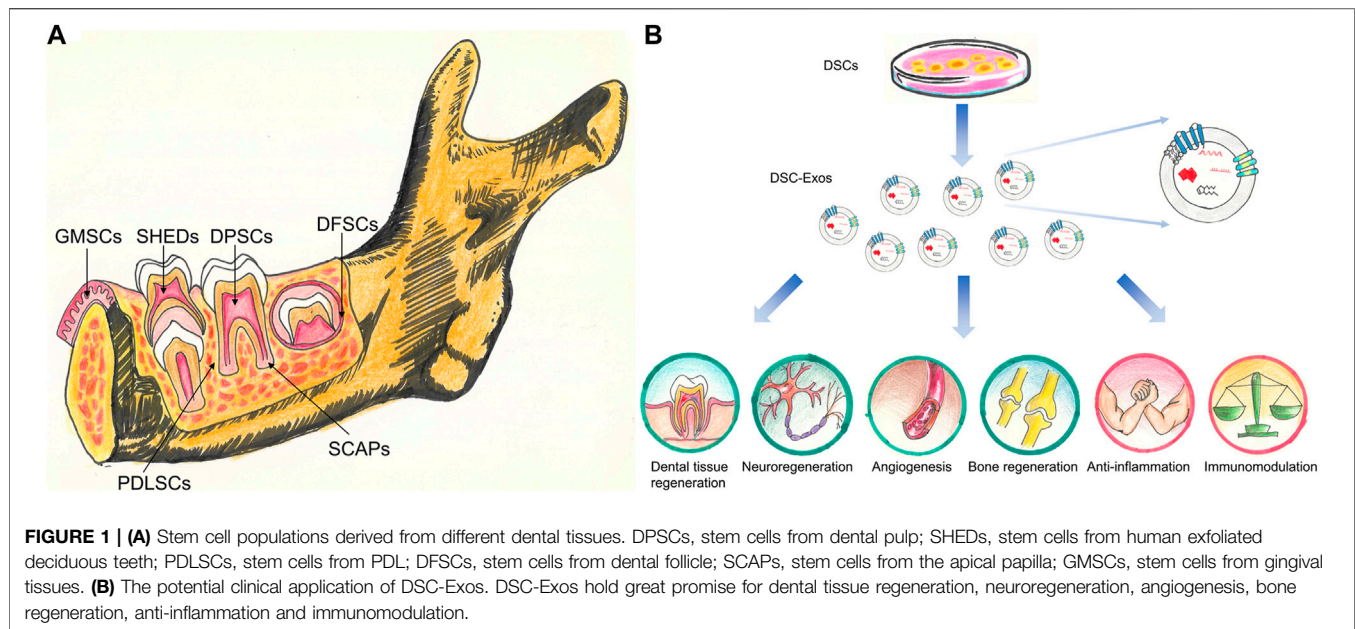 A
GMSCs
SHEDs
DPSCs
DFSCs
SCAPs
PDLSCs
B
DSCs
DSC-Exos
Dental tissue
regeneration
Neuroregeneration
Angiogenesis
Bone regeneration
Anti-inflammation
Immunomodulation
FIGURE 1 | (A) Stem cell populations derived from different dental tissues. DPSCs, stem cells from dental pulp; SHEDs, stem cells from human exfoliated
deciduous teeth; PDLSCs, stem cells from PDL; DFSCs, stem cells from dental follicle; SCAPs, stem cells from the apical papilla; GMSCs, stem cells from gingival
tissues. (B) The potential clinical application of DSC-Exos. DSC-Exos hold great promise for dental tissue regeneration, neuroregeneration, angiogenesis, bone
regeneration, anti-inflammation and immunomodulation.